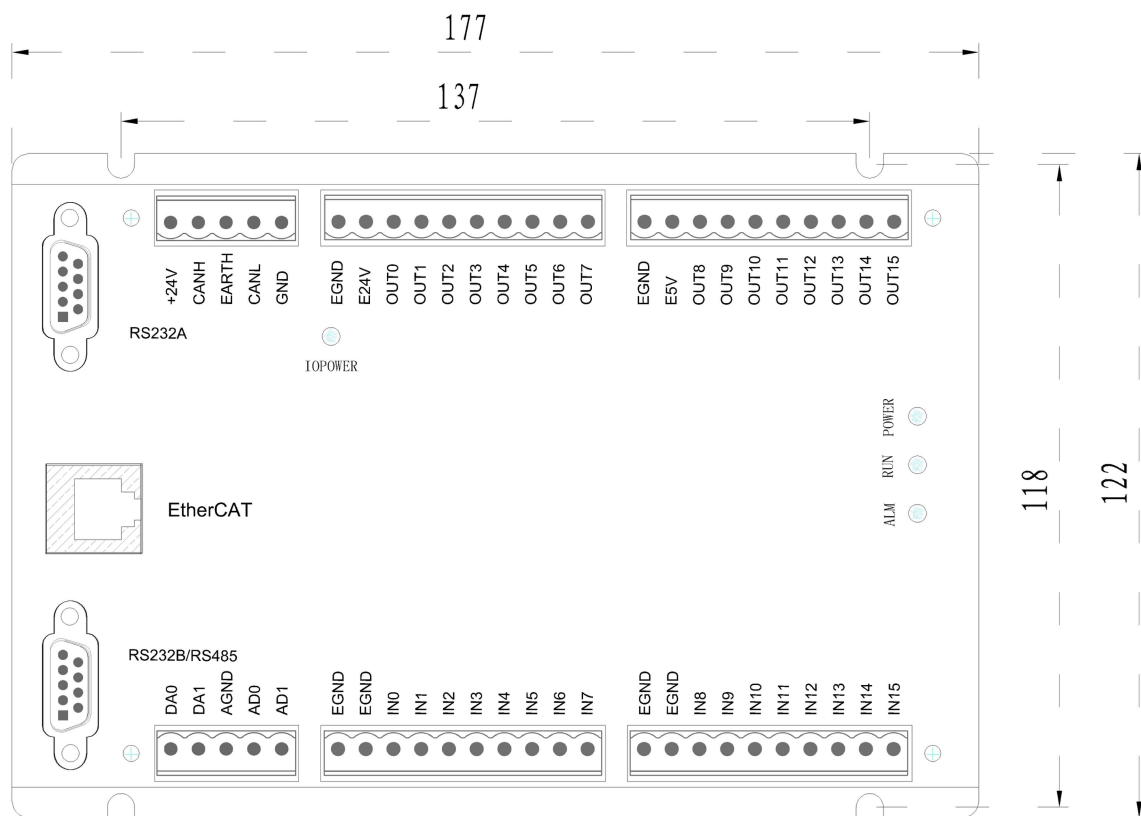 177
137
+24V
CANH
EARTH
CANL
GND
EGND
E24V
OUT0
OUT1
OUT2
OUT3
OUT4
OUT5
OUT6
OUT7
EGND
E5V
OUT8
OUT9
OUT10
OUT11
OUT12
OUT13
OUT14
OUT15
RS232A
IOPOWER
POWER
RUN
ALM
118
122
EtherCAT
RS232B/RS485
DA0
DA1
AGND
AD0
AD1
EGND
EGND
IN0
IN1
IN2
IN3
IN4
IN5
IN6
IN7
EGND
EGND
IN8
IN9
IN10
IN11
IN12
IN13
IN14
IN15